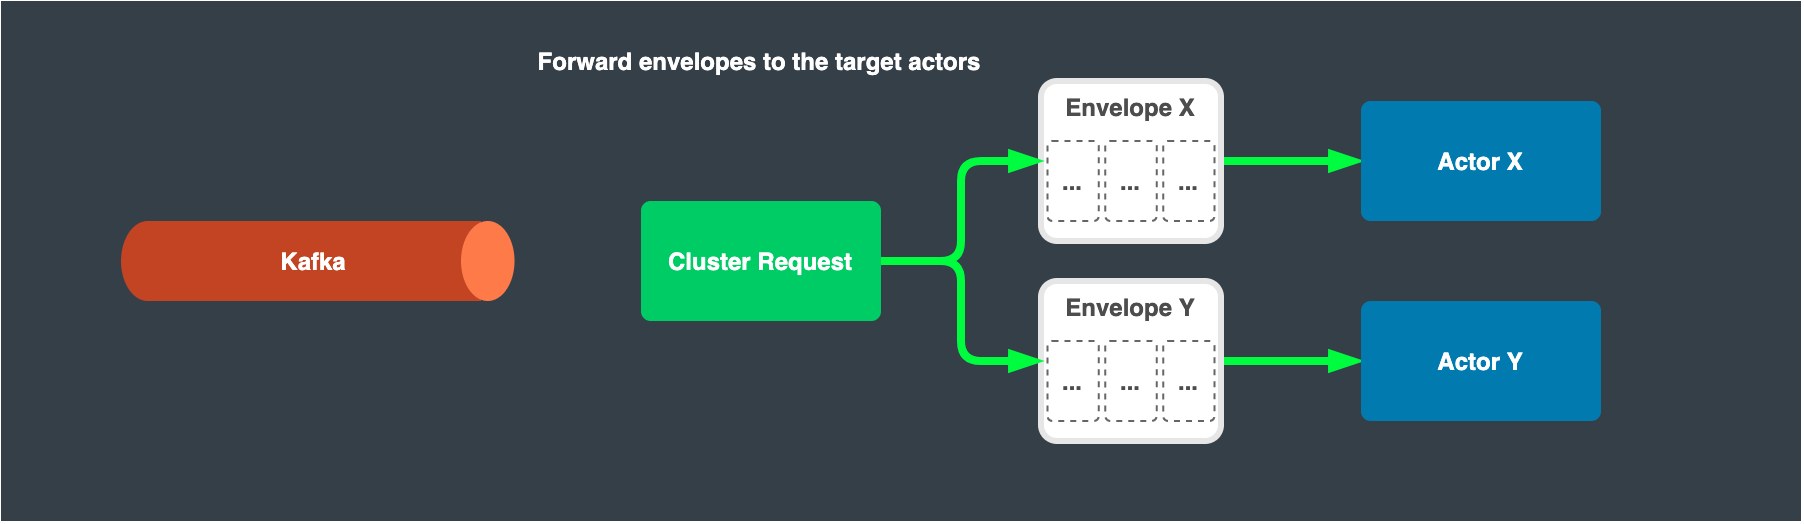 Forward envelopes to the target actors
Envelope X
... ... ...
Actor X
Kafka
Cluster Request
Envelope Y
... ... ...
Actor Y